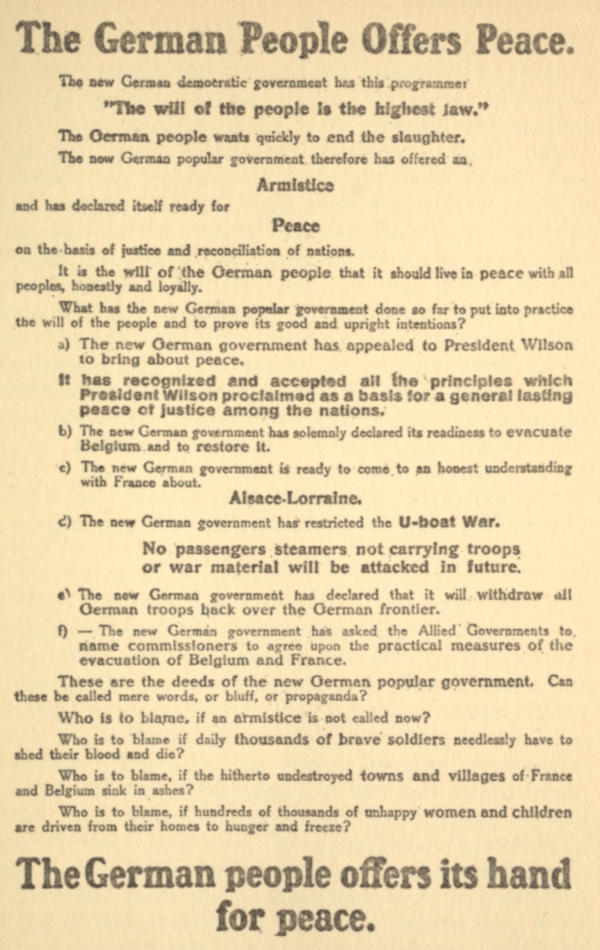 The German People Offers Peace.
The new German democratic government has this programme:
"The will of the people is the highest law."
The German people wants quickly to end the slaughter.
The new German popular government therefore has offered an
Armistice
and has declared itself ready for
Peace
on the basis of justice and reconciliation of nations.
It is the will of the German people that it should live in peace with all
peoples, honestly and loyally.
What has the new German popular government done so far to put into practice
the will of the people and to prove its good and upright intentions?
a) The new German government has appealed to President Wilson
to bring about peace.
It has recognized and accepted all the principles which
President Wilson proclaimed as a basis for a general lasting
peace of justice among the nations.
b) The new German government has solemnly declared its readiness to evacuate
Belgium and to restore it.
c) The new German government is ready to come to an honest understanding
with France about.
Alsace-Lorraine.
d) The new German government has restricted the U-boat War.
No passengers steamers not carrying troops
or war material will be attacked in future.
e) The new German government has declared that it will withdraw all
German troops back over the German frontier.
f) — The new German government has asked the Allied Governments to
name commissioners to agree upon the practical measures of the
evacuation of Belgium and France.
These are the deeds of the new German popular government. Can
these be called mere words, or bluff, or propaganda?
Who is to blame, if an armistice is not called now?
Who is to blame if daily thousands of brave soldiers needlessly have to
shed their blood and die?
Who is to blame, if the hitherto undestroyed towns and villages of France
and Belgium sink in ashes?
Who is to blame, if hundreds of thousands of unhappy women and children
are driven from their homes to hunger and freeze?
The German people offers its hand
for peace.